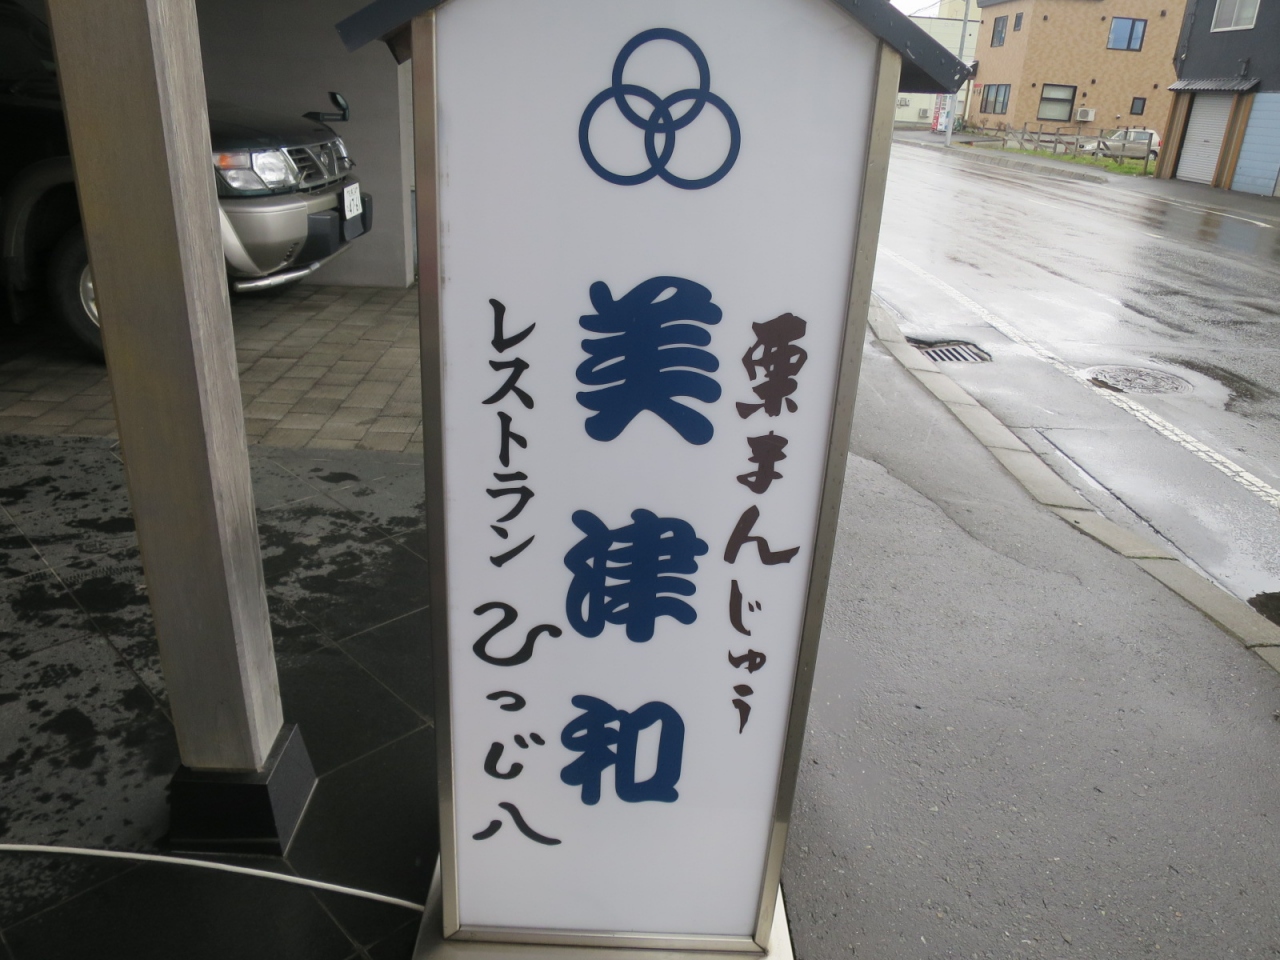 栗まんじゅう
美津和
レストラン ひつじ八